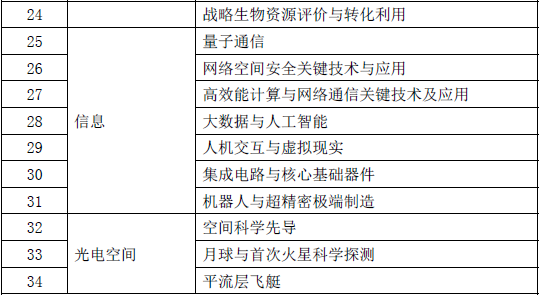 24 战略生物资源评价与转化利用
25 量子通信
26 网络空间安全关键技术与应用
27 高效能计算与网络通信关键技术及应用
28 信息 大数据与人工智能
29 人机交互与虚拟现实
30 集成电路与核心基础器件
31 机器人与超精密极端制造
32 空间科学先导
33 光电空间 月球与首次火星科学探测
34 平流层飞艇